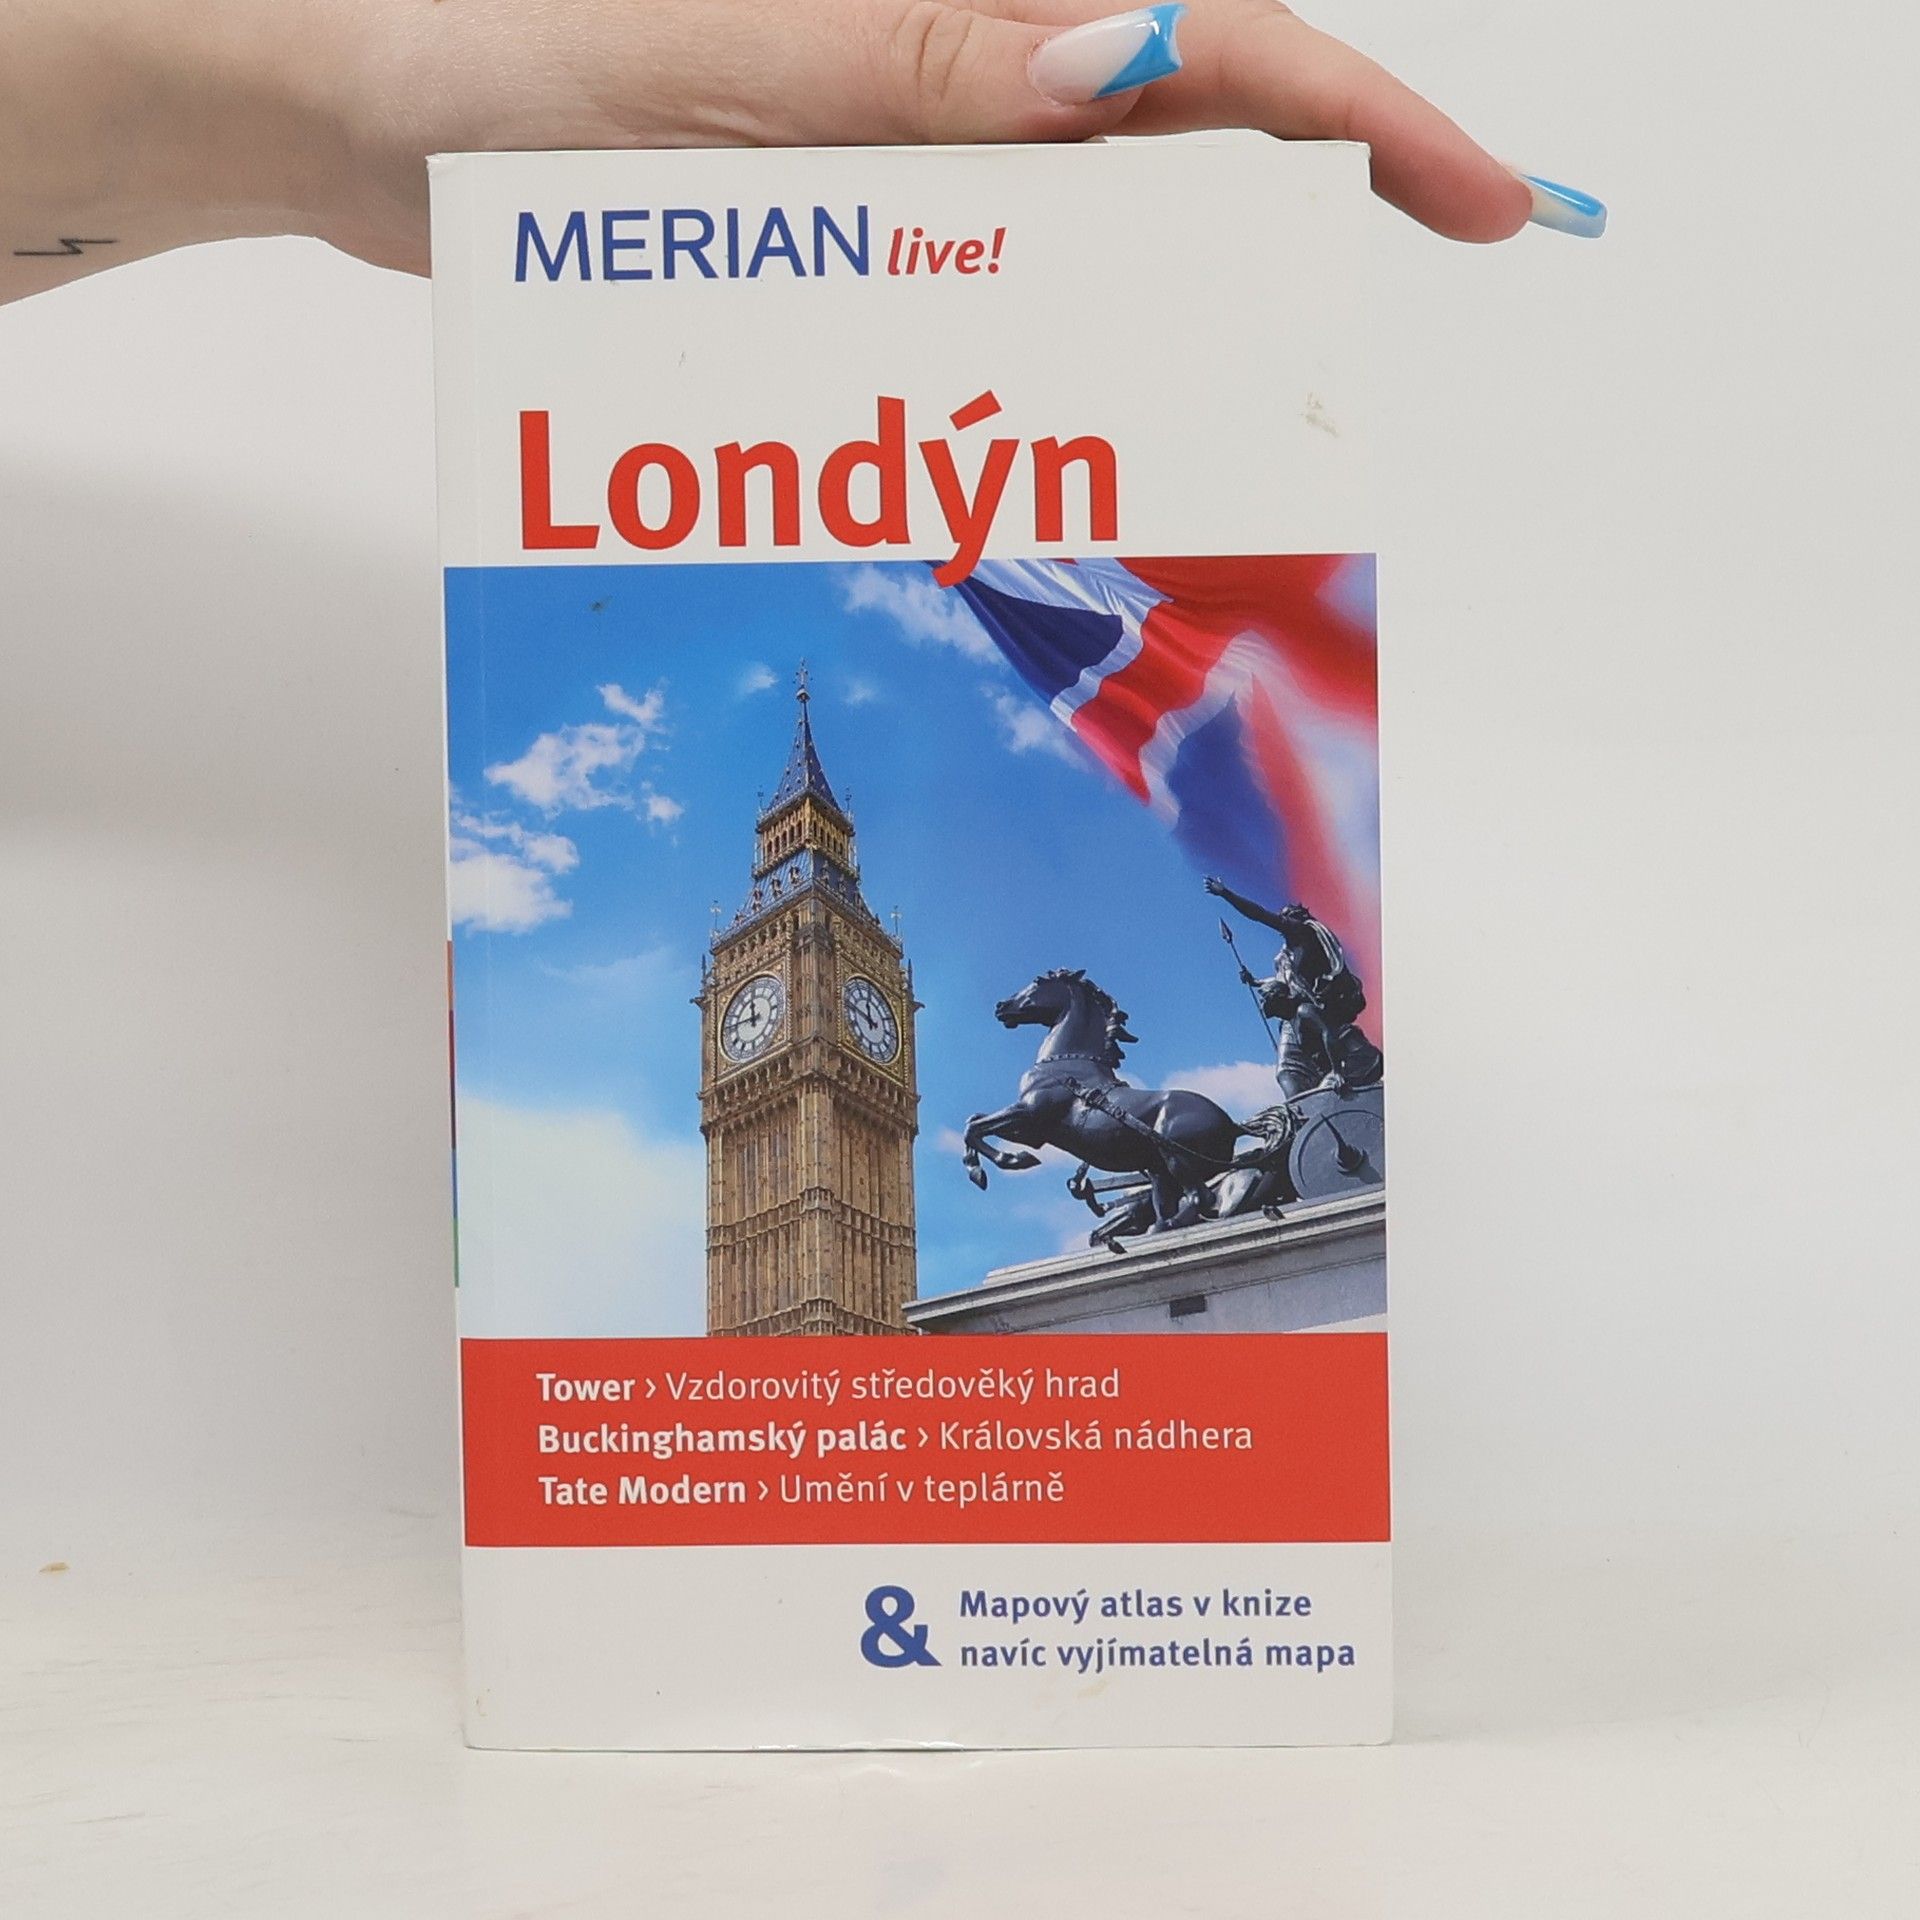 MERIAN live!
Londýn
Tower › Vzdorovitý středověký hrad
Buckinghamský palác › Královská nádhera
Tate Modern › Umění v teplárně
& Mapový atlas v knize
navíc vyjímatelná mapa